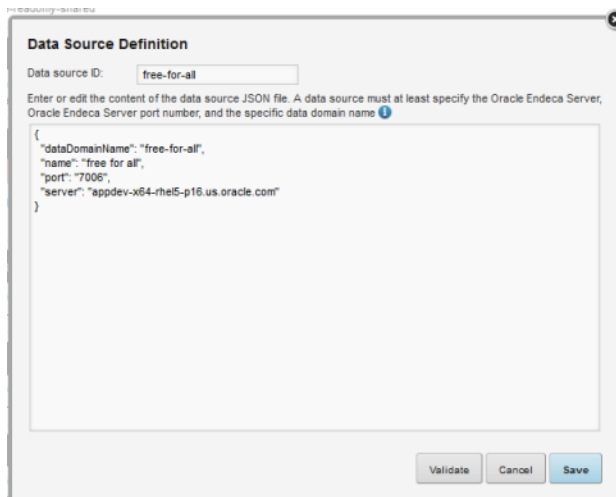 Data Source Definition
Data source ID: free-for-all
Enter or edit the content of the data source JSON file. A data source must at least specify the Oracle Endeca Server,
Oracle Endeca Server port number, and the specific data domain name
{
"dataDomainName": "free-for-all",
"name": "free for all",
"port": "7006",
"server": "appdev-x64-rhel5-p16.us.oracle.com"
}
Validate Cancel Save